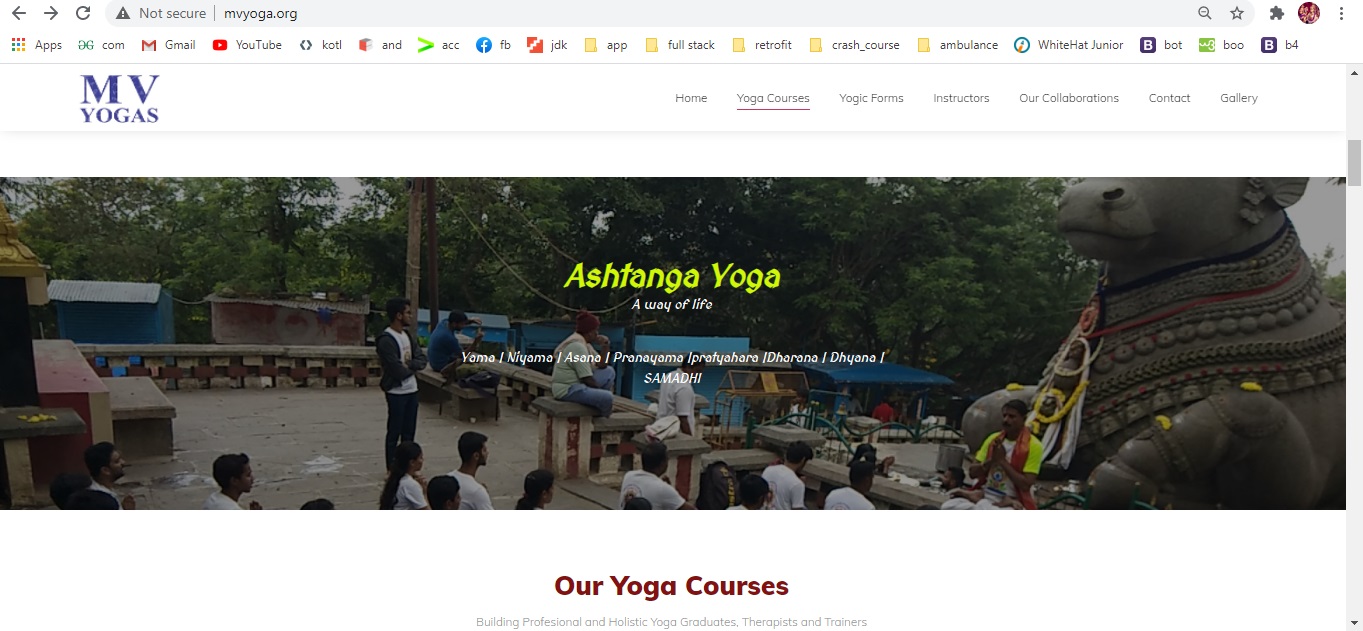 Not secure | mvyoga.org
Apps com Gmail YouTube kotl and acc fb jdk app full stack retrofit crash_course ambulance WhiteHat Junior bot boo b4
MV
YOGAS
Home Yoga Courses Yogic Forms Instructors Our Collaborations Contact Gallery
Ashtanga Yoga
A way of life
Yama | Niyama | Asana | Pranayama |pratyahara |Dharana | Dhyana |
SAMADHI
Our Yoga Courses
Building Profesional and Holistic Yoga Graduates, Therapists and Trainers